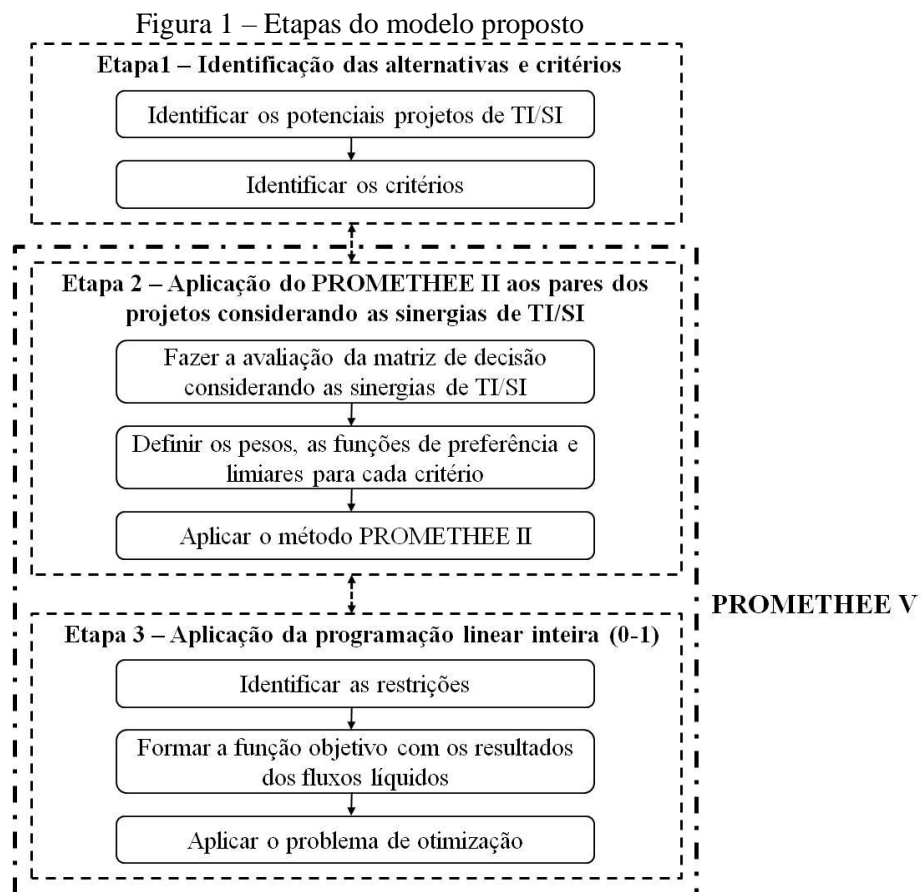 Figura 1 – Etapas do modelo proposto
Etapa1 – Identificação das alternativas e critérios
Identificar os potenciais projetos de TI/SI
Identificar os critérios
Etapa 2 – Aplicação do PROMETHEE II aos pares dos
projetos considerando as sinergias de TI/SI
Fazer a avaliação da matriz de decisão
considerando as sinergias de TI/SI
Definir os pesos, as funções de preferência e
limiares para cada critério
Aplicar o método PROMETHEE II
PROMETHEE V
Etapa 3 – Aplicação da programação linear inteira (0-1)
Identificar as restrições
Formar a função objetivo com os resultados
dos fluxos líquidos
Aplicar o problema de otimização